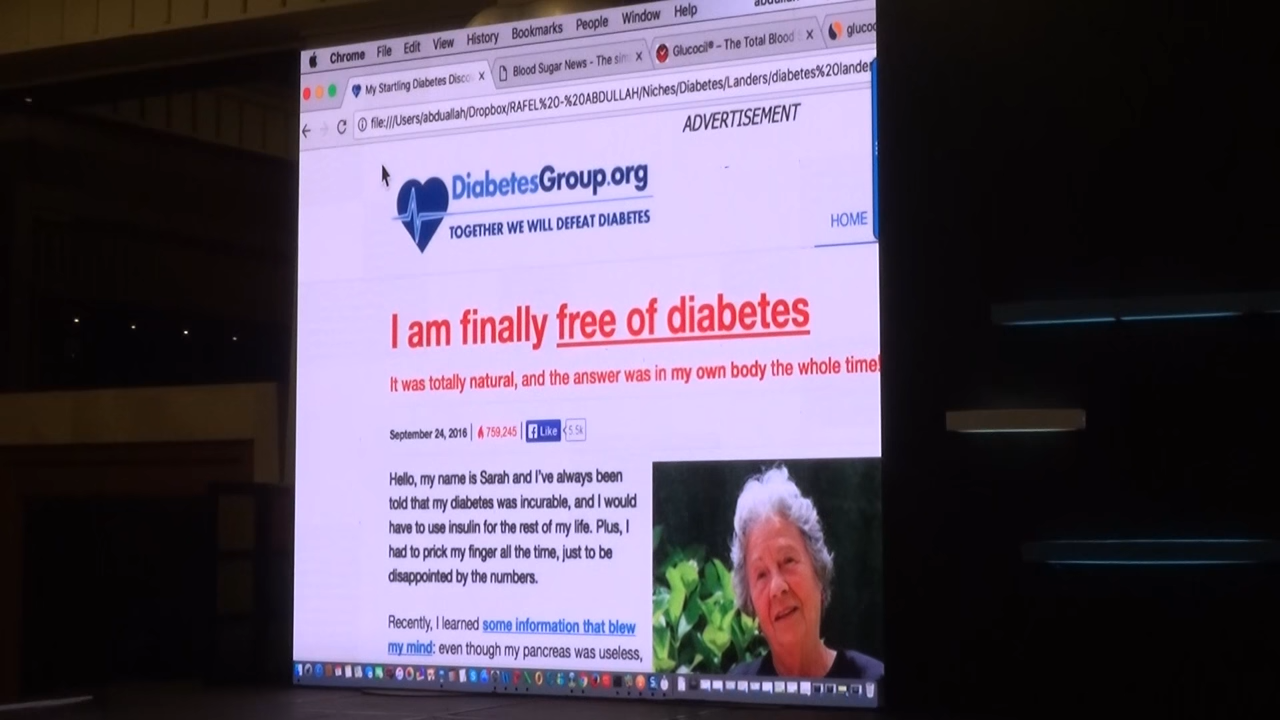 Chrome File Edit View History Bookmarks People Window Help
My Startling Diabetes Disco
Blood Sugar News - The sim
Glucocil® - The Total Blood S
glucoc
file:///Users/abduallah/Dropbox/RAFEL%20-%20ABDULLAH/Niches/Diabetes/Landers/diabetes%20lander
ADVERTISEMENT
DiabetesGroup.org
TOGETHER WE WILL DEFEAT DIABETES
HOME
I am finally free of diabetes
It was totally natural, and the answer was in my own body the whole time!
September 24, 2016 | 759,245 | Like 5.5k
Hello, my name is Sarah and I've always been
told that my diabetes was incurable, and I would
have to use insulin for the rest of my life. Plus, I
had to prick my finger all the time, just to be
disappointed by the numbers.
Recently, I learned some information that blew
my mind: even though my pancreas was useless,